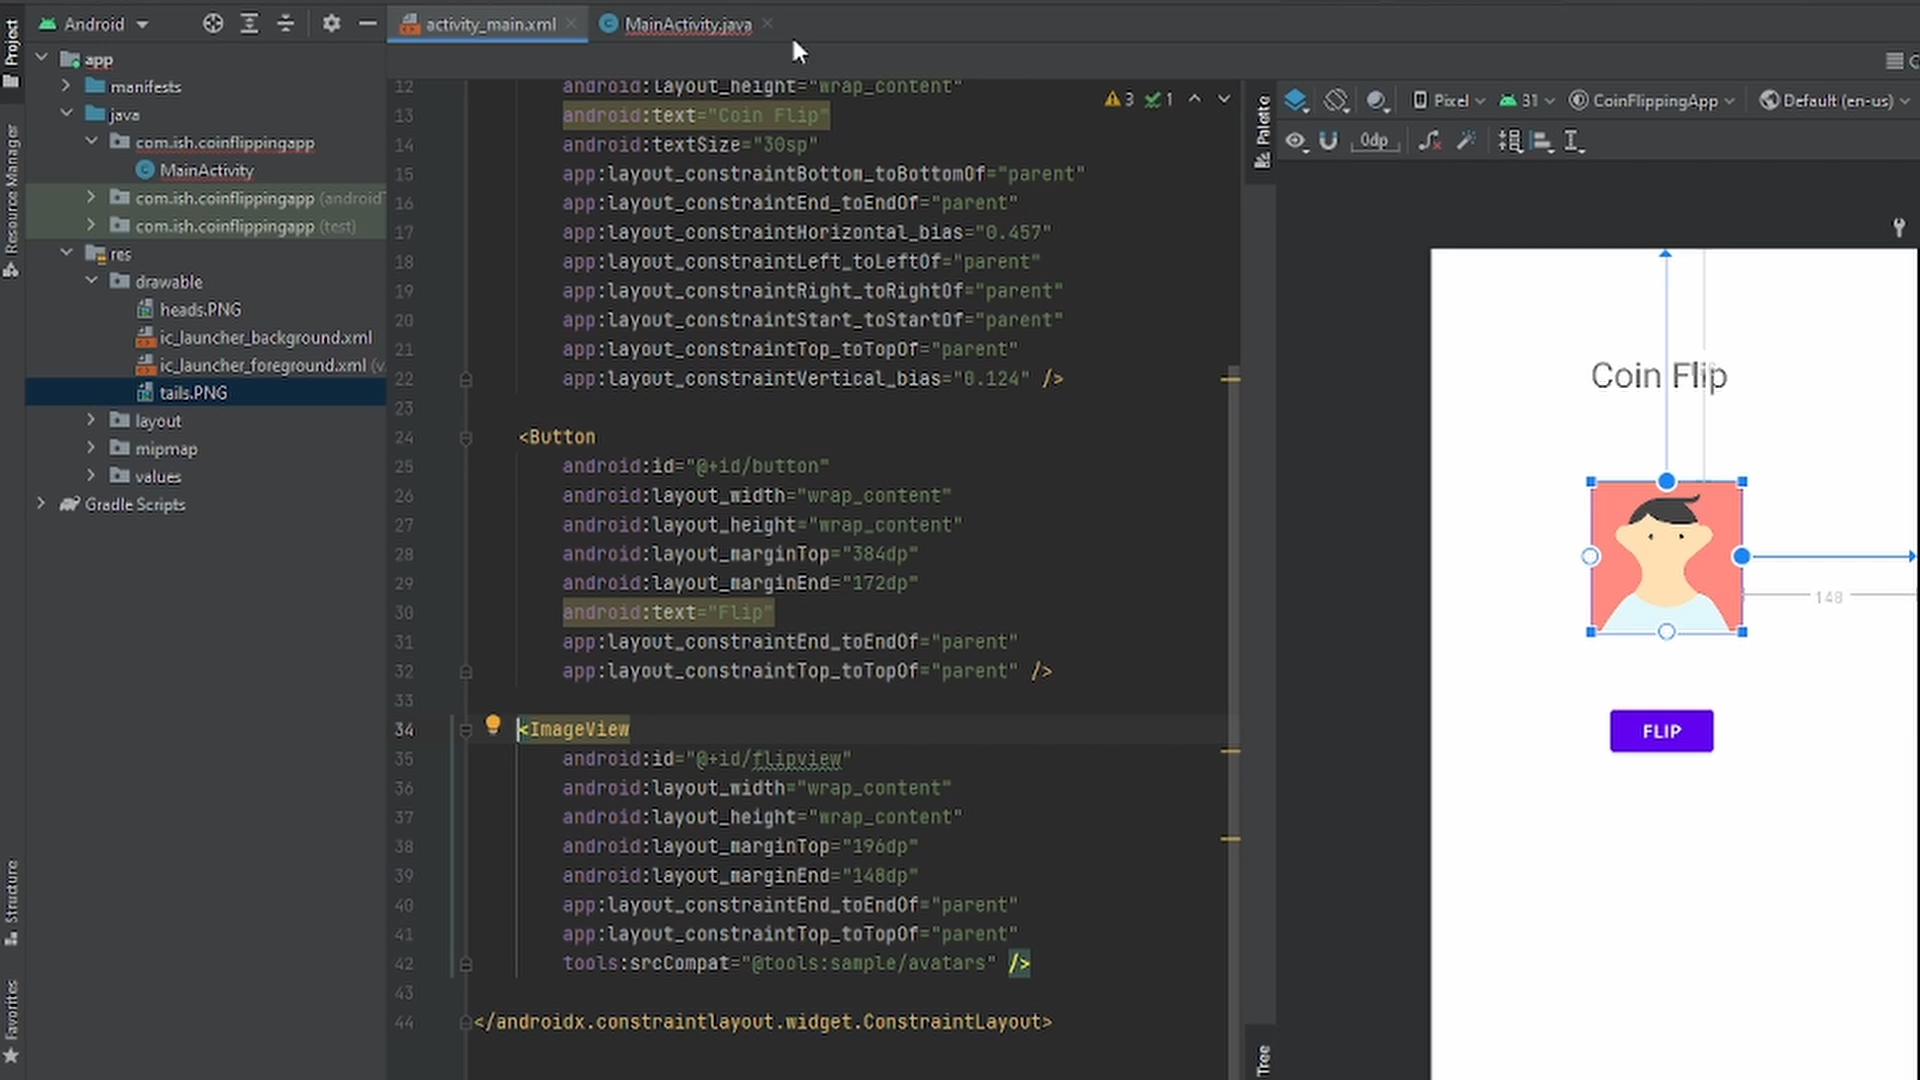 Project
Resource Manager
Structure
Favorites
Android
app
manifests
java
com.ish.coinflippingapp
MainActivity
com.ish.coinflippingapp (android
com.ish.coinflippingapp (test)
res
drawable
heads.PNG
ic_launcher_background.xml
ic_launcher_foreground.xml (v
tails.PNG
layout
mipmap
values
Gradle Scripts
activity_main.xml
MainActivity.java
3 1
12 android:layout_height="wrap_content"
13 android:text="Coin Flip"
14 android:textSize="30sp"
15 app:layout_constraintBottom_toBottomOf="parent"
16 app:layout_constraintEnd_toEndOf="parent"
17 app:layout_constraintHorizontal_bias="0.457"
18 app:layout_constraintLeft_toLeftOf="parent"
19 app:layout_constraintRight_toRightOf="parent"
20 app:layout_constraintStart_toStartOf="parent"
21 app:layout_constraintTop_toTopOf="parent"
22 app:layout_constraintVertical_bias="0.124" />
23
24 <Button
25 android:id="@+id/button"
26 android:layout_width="wrap_content"
27 android:layout_height="wrap_content"
28 android:layout_marginTop="384dp"
29 android:layout_marginEnd="172dp"
30 android:text="Flip"
31 app:layout_constraintEnd_toEndOf="parent"
32 app:layout_constraintTop_toTopOf="parent" />
33
34 <ImageView
35 android:id="@+id/flipview"
36 android:layout_width="wrap_content"
37 android:layout_height="wrap_content"
38 android:layout_marginTop="196dp"
39 android:layout_marginEnd="148dp"
40 app:layout_constraintEnd_toEndOf="parent"
41 app:layout_constraintTop_toTopOf="parent"
42 tools:srcCompat="@tools:sample/avatars" />
43
44 </androidx.constraintlayout.widget.ConstraintLayout>
Palette
Tree
Pixel 31 CoinFlippingApp Default (en-us)
0dp
Coin Flip
148
FLIP